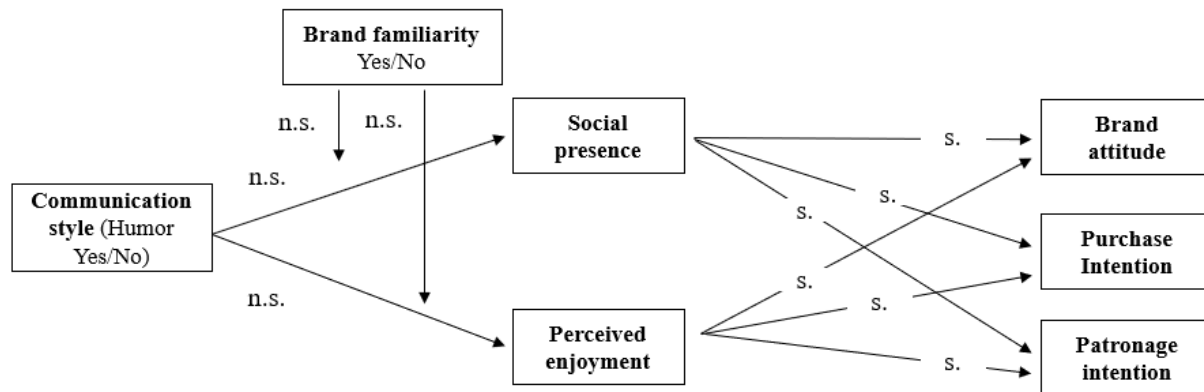 Brand familiarity
Yes/No
n.s.
n.s.
Social
presence
s.
Brand
attitude
n.s.
Communication
style (Humor
Yes/No)
s.
s.
Purchase
Intention
n.s.
s.
s.
Perceived
enjoyment
s.
Patronage
intention